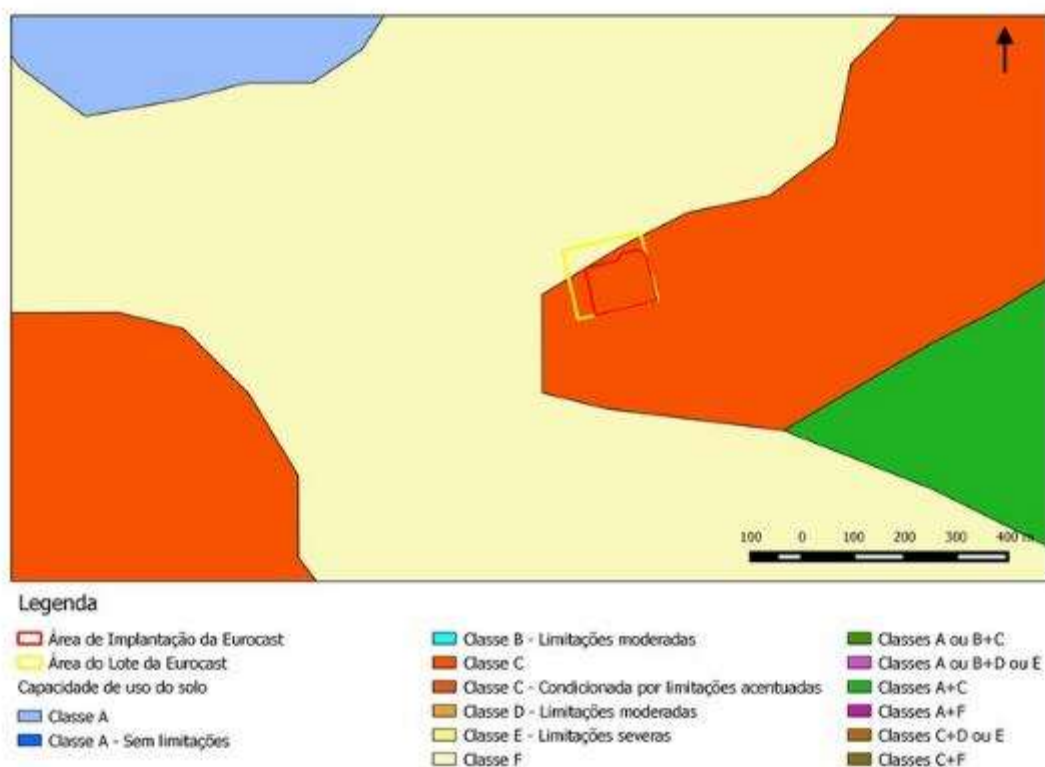 100 0 100 200 300 400 m
Legenda
Área de Implantação da Eurocast
Área do Lote da Eurocast
Capacidade de uso do solo
Classe A
Classe A - Sem limitações
Classe B - Limitações moderadas
Classe C
Classe C - Condicionada por limitações acentuadas
Classe D - Limitações moderadas
Classe E - Limitações severas
Classe F
Classes A ou B+C
Classes A ou B+D ou E
Classes A+C
Classes A+F
Classes C+D ou E
Classes C+F